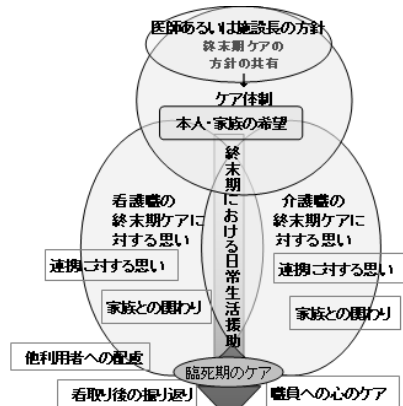 医師あるいは施設長の方針
終末期ケアの
方針の共有
ケア体制
本人・家族の希望
終末期における日常生活援助
看護職の
終末期ケアに
対する思い
連携に対する思い
家族との関わり
介護職の
終末期ケアに
対する思い
連携に対する思い
家族との関わり
他利用者への配慮
臨死期のケア
看取り後の振り返り
職員への心のケア